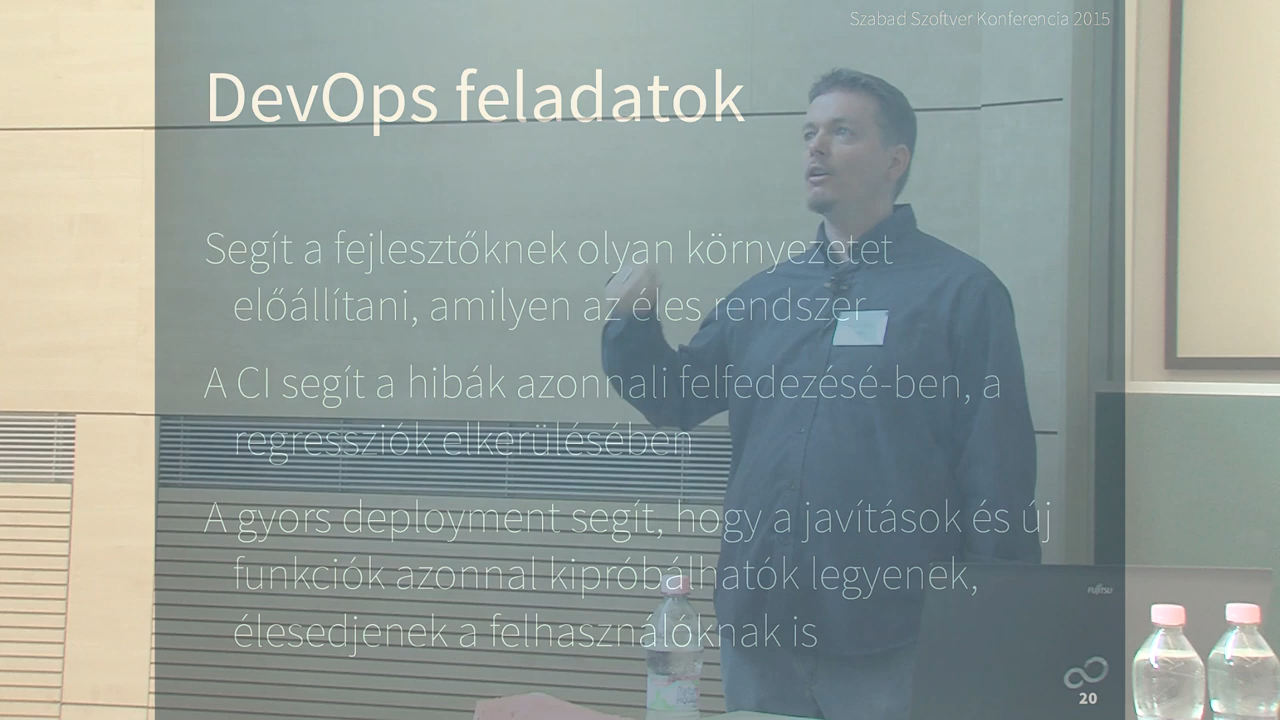 Szabad Szoftver Konferencia 2015
DevOps feladatok
Segít a fejlesztőknek olyan környezetet
előállítani, amilyen az éles rendszer
A CI segít a hibák azonnali felfedezésé-ben, a
regressziók elkerülésében
A gyors deployment segít, hogy a javítások és új
funkciók azonnal kipróbálhatók legyenek,
élesedjenek a felhasználóknak is
FUJITSU
20